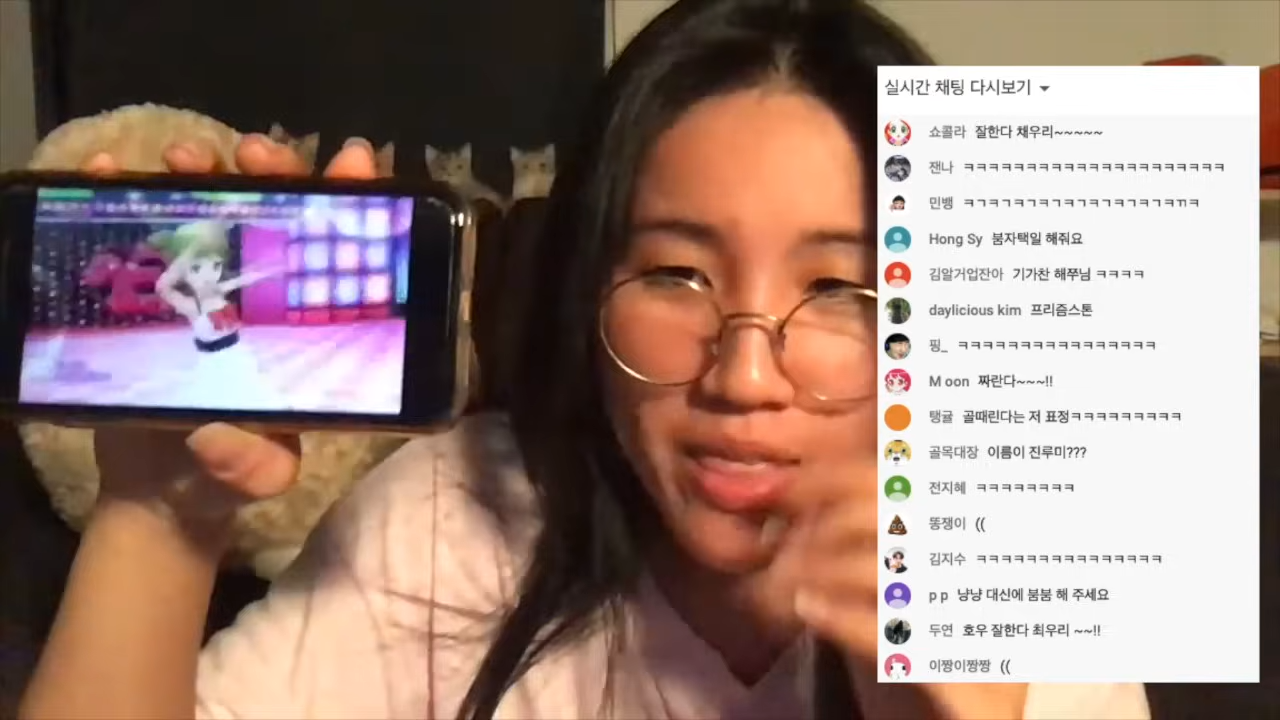 실시간 채팅 다시보기
쇼콜라 잘한다 채우리~~~~~
잰나 ㅋㅋㅋㅋㅋㅋㅋㅋㅋㅋㅋㅋㅋㅋㅋㅋㅋㅋㅋㅋㅋ
민뱅 ㅋㄱㅋㄱㅋㄱㅋㄱㅋㄱㅋㄱㅋㄱㅋㄱㅋㄲㅋ
Hong Sy 붐자택일 해줘요
김알거업잔아 기가찬 해쭈님 ㅋㅋㅋㅋ
daylicious kim 프리즘스톤
핑_ ㅋㅋㅋㅋㅋㅋㅋㅋㅋㅋㅋㅋㅋㅋㅋㅋ
M oon 짜란다~~~!!
탱귤 골때린다는 저 표정ㅋㅋㅋㅋㅋㅋㅋㅋㅋ
골목대장 이름이 진루미???
전지혜 ㅋㅋㅋㅋㅋㅋㅋㅋ
똥쟁이 ((
김지수 ㅋㅋㅋㅋㅋㅋㅋㅋㅋㅋㅋㅋㅋㅋㅋ
p p 냥냥 대신에 붐붐 해 주세요
두연 호우 잘한다 최우리 ~~!!
이짱이짱짱 ((